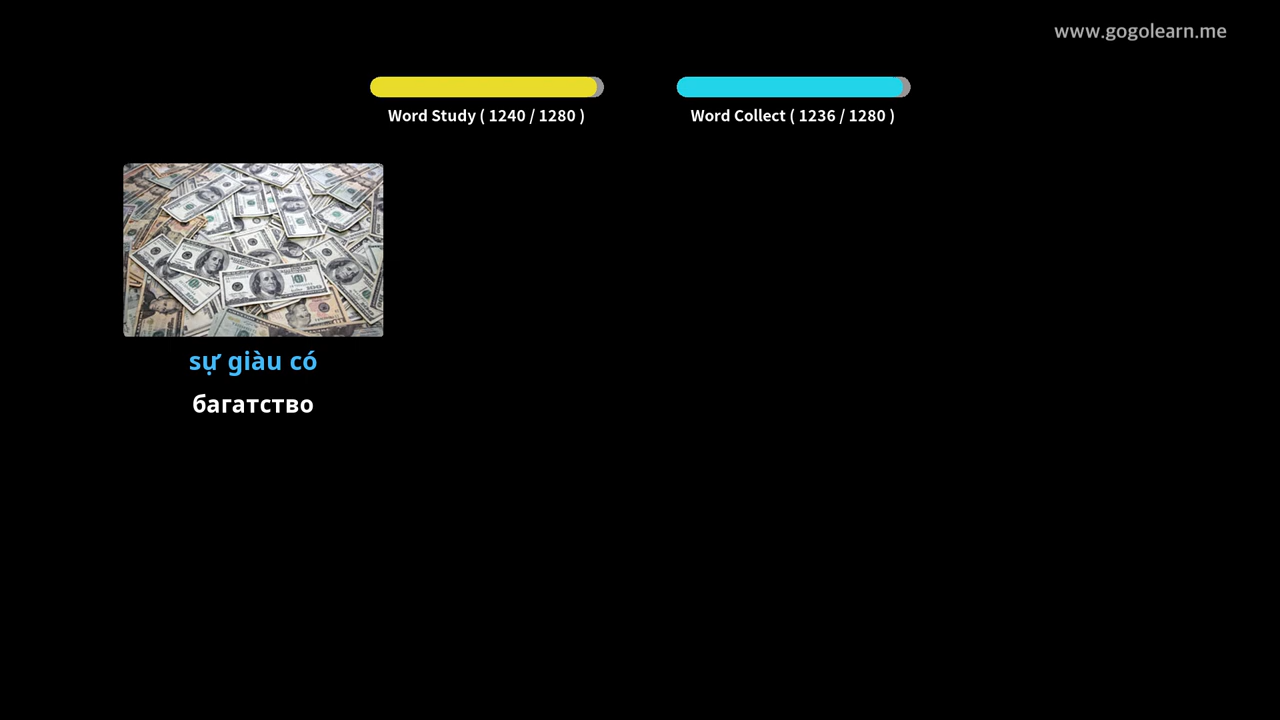 www.gogolearn.me
Word Study ( 1240 / 1280 )
Word Collect ( 1236 / 1280 )
sự giàu có
багатство